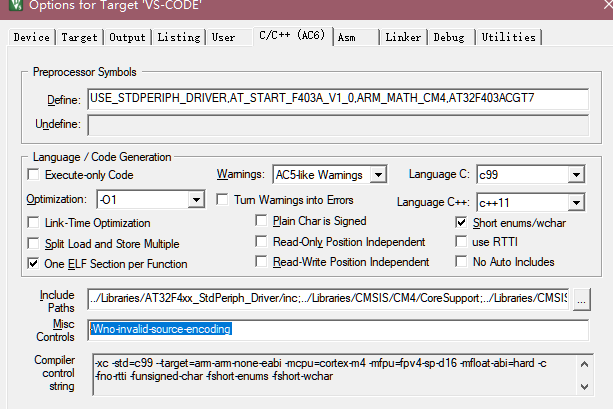 Options for Target 'VS-CODE'
Device Target Output Listing User C/C++ (AC6) Asm Linker Debug Utilities
Preprocessor Symbols
Define: USE_STDPERIPH_DRIVER,AT_START_F403A_V1_0,ARM_MATH_CM4,AT32F403ACGT7
Undefine:
Language / Code Generation
Execute-only Code Warnings: AC5-like Warnings Language C: c99
Optimization: -O1 Turn Warnings into Errors Language C++: c++11
Link-Time Optimization Plain Char is Signed Short enums/wchar
Split Load and Store Multiple Read-Only Position Independent use RTTI
One ELF Section per Function Read-Write Position Independent No Auto Includes
Include Paths ../Libraries/AT32F4xx_StdPeriph_Driver/inc;../Libraries/CMSIS/CM4/CoreSupport;../Libraries/CMSIS ...
Misc Controls -Wno-invalid-source-encoding
Compiler control string -xc -std=c99 --target=arm-arm-none-eabi -mcpu=cortex-m4 -mfpu=fpv4-sp-d16 -mfloat-abi=hard -c
-fno-rtti -funsigned-char -fshort-enums -fshort-wchar